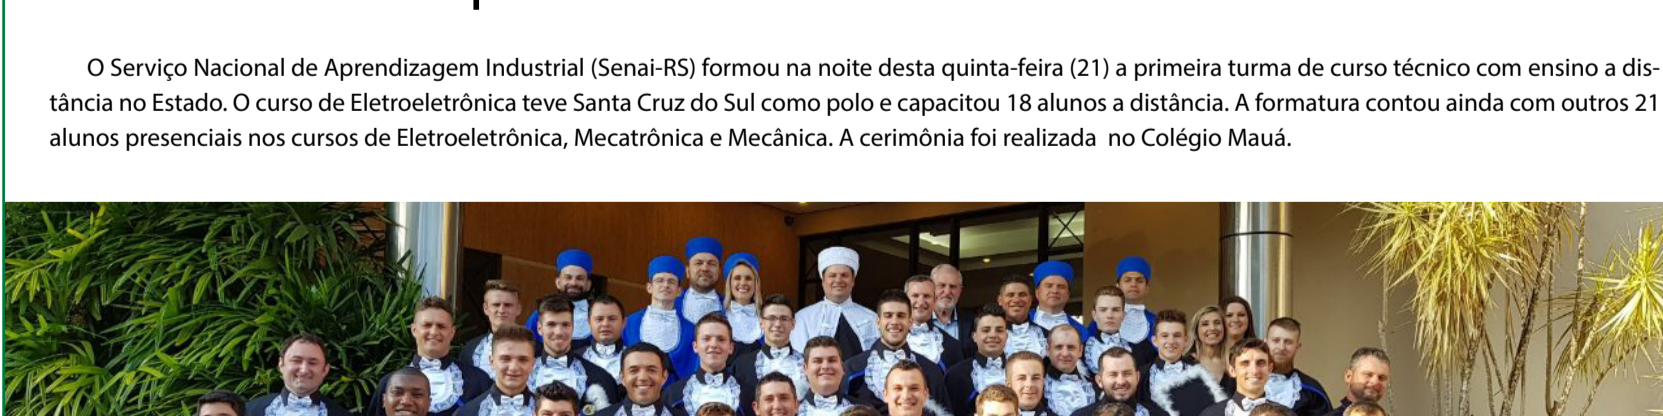 O Serviço Nacional de Aprendizagem Industrial (Senai-RS) formou na noite desta quinta-feira (21) a primeira turma de curso técnico com ensino a dis-
tância no Estado. O curso de Eletroeletrônica teve Santa Cruz do Sul como polo e capacitou 18 alunos a distância. A formatura contou ainda com outros 21
alunos presenciais nos cursos de Eletroeletrônica, Mecatrônica e Mecânica. A cerimônia foi realizada  no Colégio Mauá.